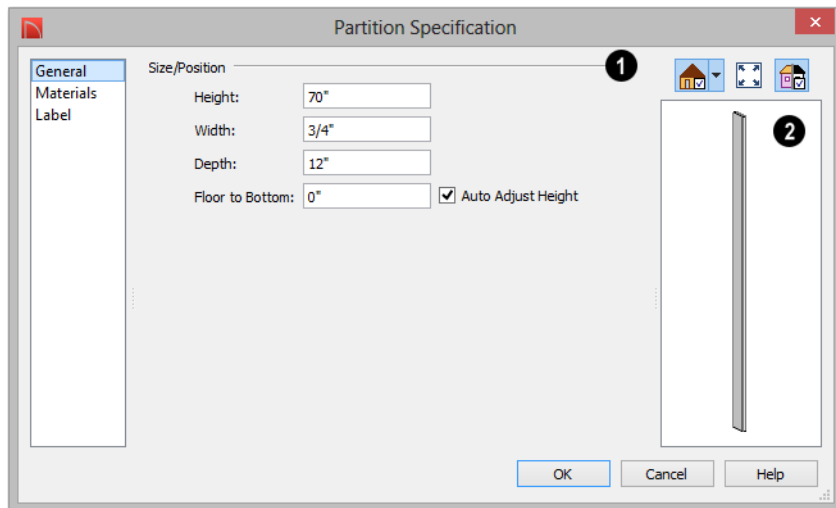 Partition Specification
General
Materials
Label
Size/Position
1
Height: 70"
Width: 3/4"
Depth: 12"
Floor to Bottom: 0" Auto Adjust Height
2
OK Cancel Help